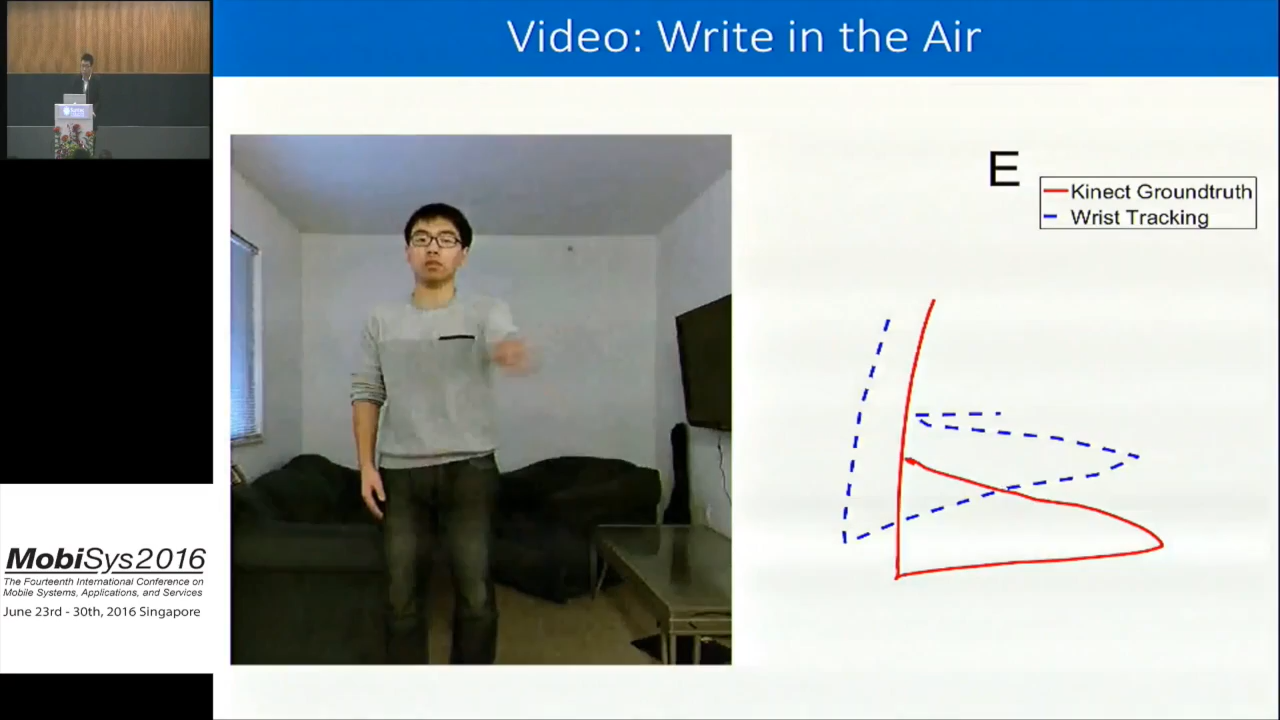 Video: Write in the Air
E
Kinect Groundtruth
Wrist Tracking
MobiSys2016
The Fourteenth International Conference on
Mobile Systems, Applications, and Services
June 23rd - 30th, 2016 Singapore